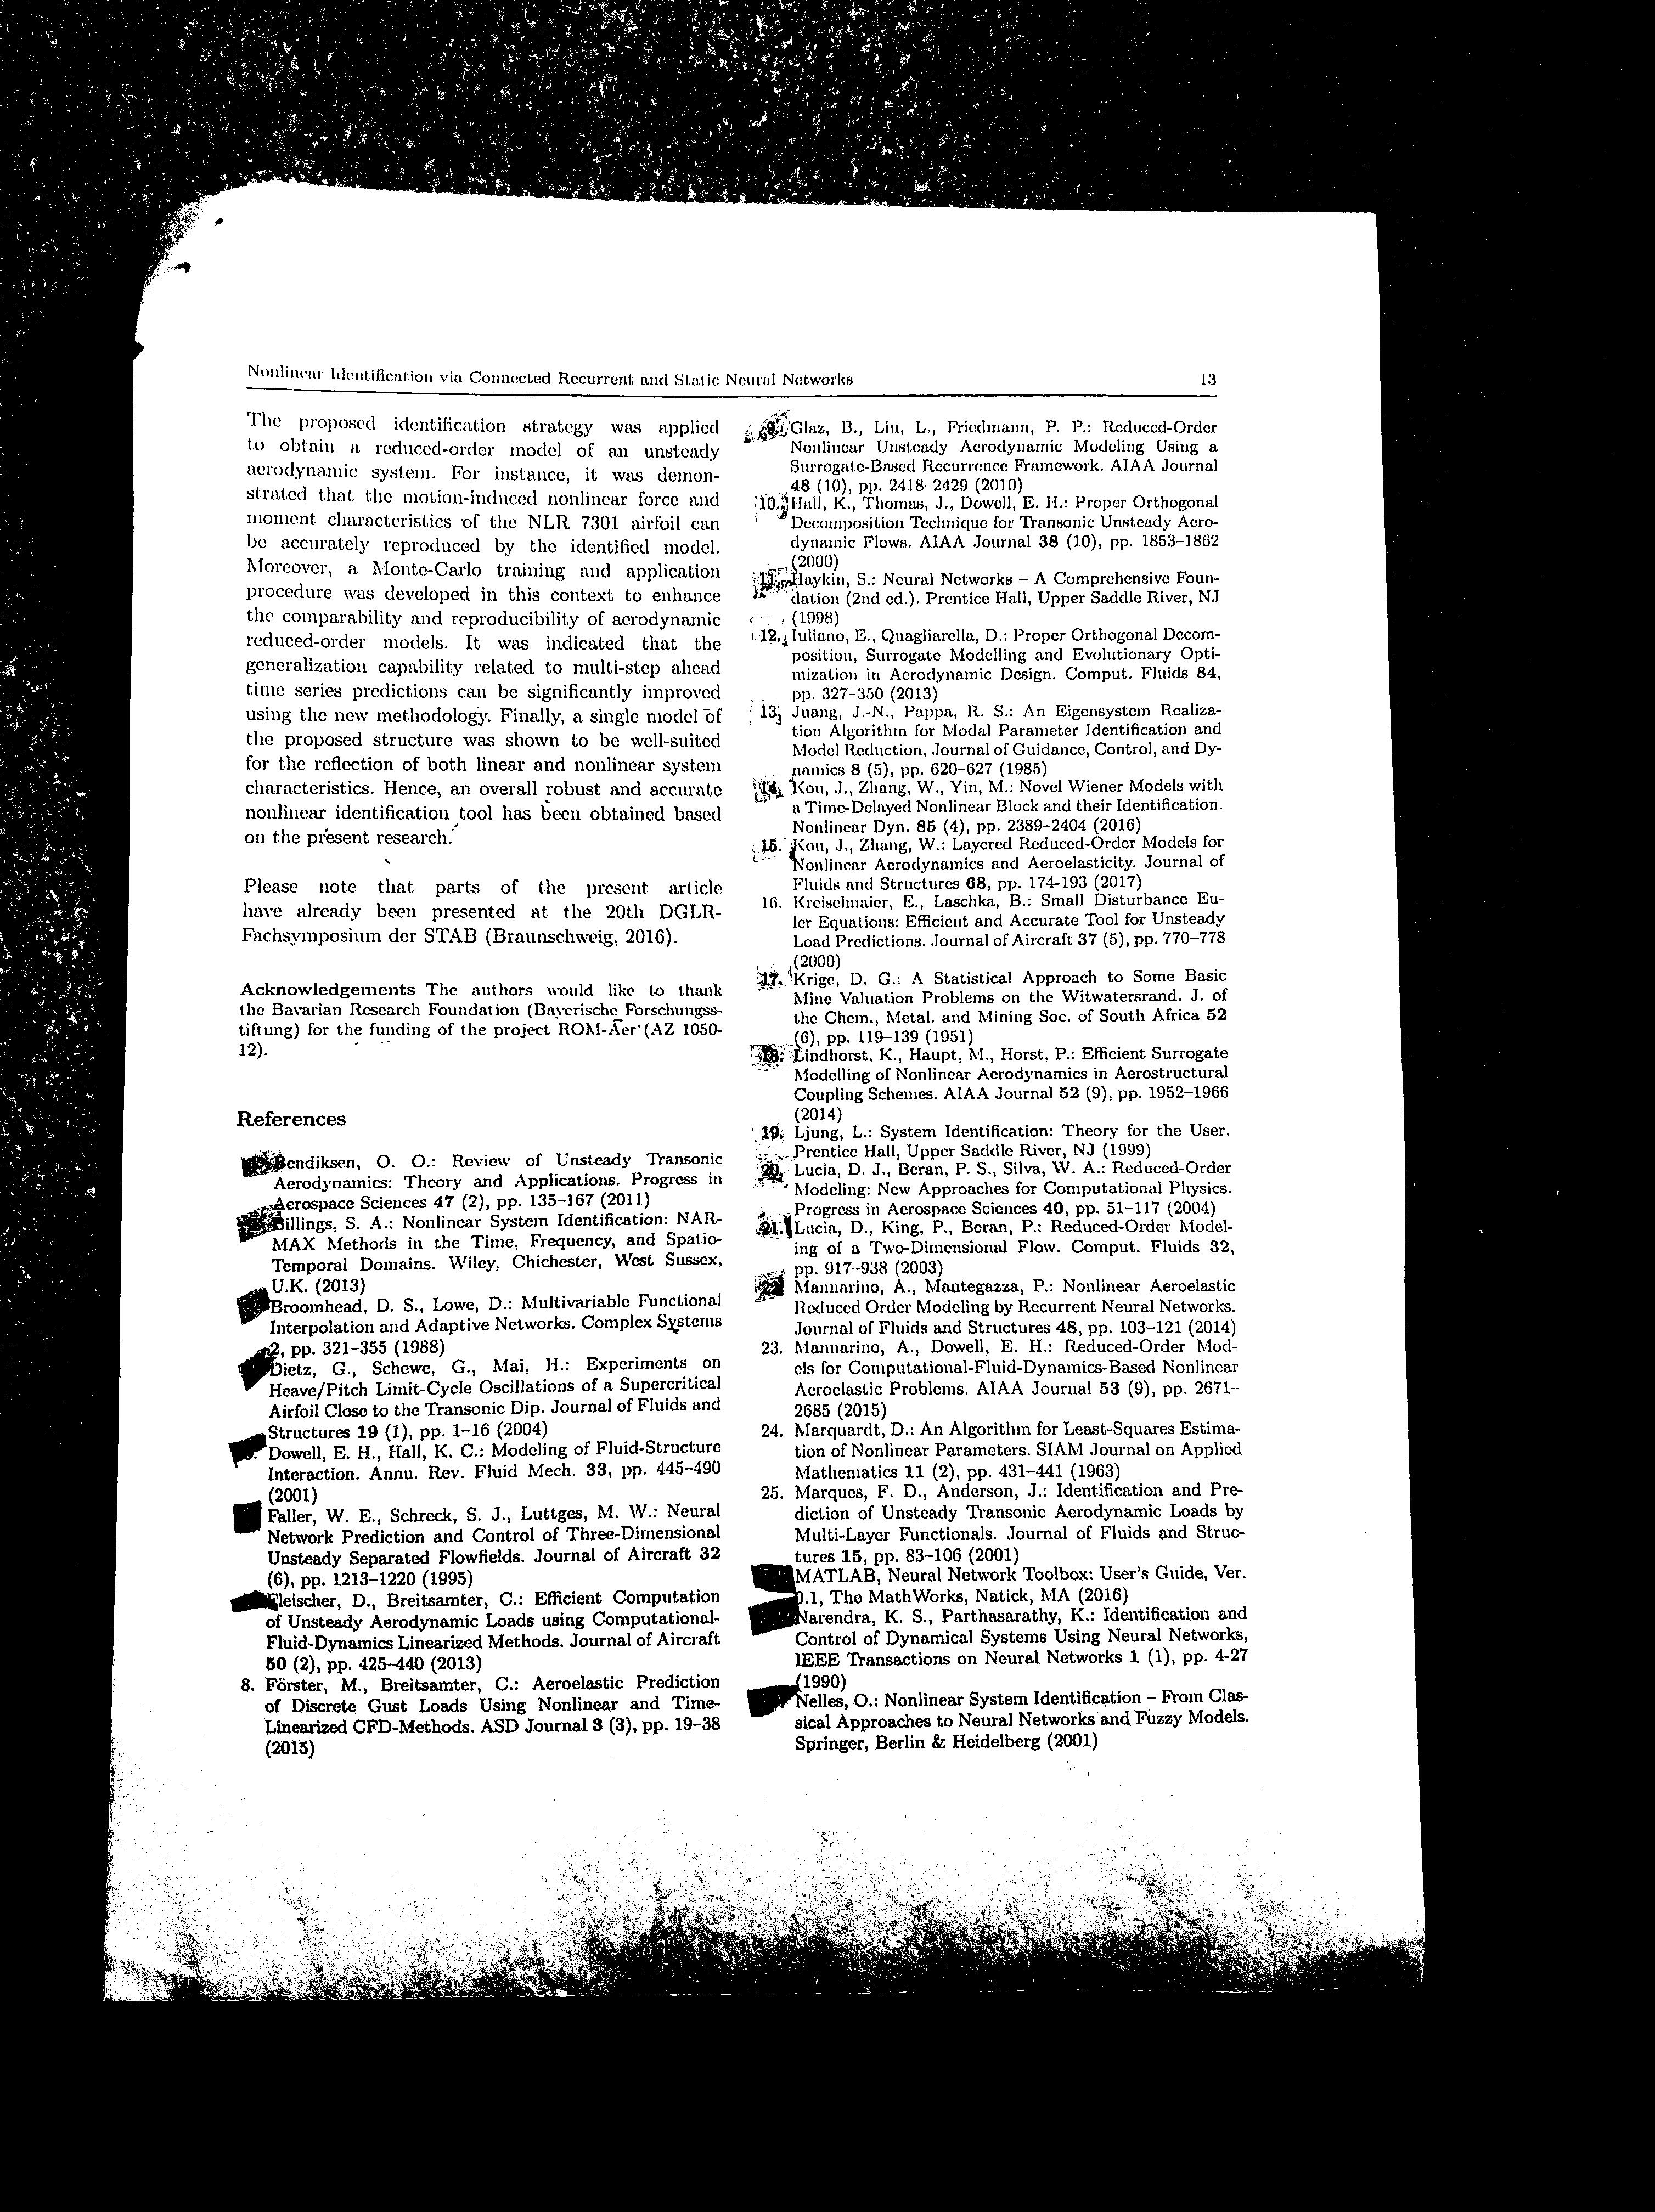 Nonlinear Identification via Connected Recurrent and Static Neural Networks 13
The proposed identification strategy was applied
to obtain a reduced-order model of an unsteady
aerodynamic system. For instance, it was demon-
strated that the motion-induced nonlinear force and
moment characteristics of the NLR 7301 airfoil can
be accurately reproduced by the identified model.
Moreover, a Monte-Carlo training and application
procedure was developed in this context to enhance
the comparability and reproducibility of aerodynamic
reduced-order models. It was indicated that the
generalization capability related to multi-step ahead
time series predictions can be significantly improved
using the new methodology. Finally, a single model of
the proposed structure was shown to be well-suited
for the reflection of both linear and nonlinear system
characteristics. Hence, an overall robust and accurate
nonlinear identification tool has been obtained based
on the present research.
Please note that parts of the present article
have already been presented at the 20th DGLR-
Fachsymposium der STAB (Braunschweig, 2016).
Acknowledgements The authors would like to thank
the Bavarian Research Foundation (Bayerische Forschungss-
tiftung) for the funding of the project ROM-Aer (AZ 1050-
12).
References
Bendiksen, O. O.: Review of Unsteady Transonic
Aerodynamics: Theory and Applications. Progress in
Aerospace Sciences 47 (2), pp. 135–167 (2011)
Billings, S. A.: Nonlinear System Identification: NAR-
MAX Methods in the Time, Frequency, and Spatio-
Temporal Domains. Wiley, Chichester, West Sussex,
U.K. (2013)
Broomhead, D. S., Lowe, D.: Multivariable Functional
Interpolation and Adaptive Networks. Complex Systems
2, pp. 321–355 (1988)
Dietz, G., Schewe, G., Mai, H.: Experiments on
Heave/Pitch Limit-Cycle Oscillations of a Supercritical
Airfoil Close to the Transonic Dip. Journal of Fluids and
Structures 19 (1), pp. 1–16 (2004)
Dowell, E. H., Hall, K. C.: Modeling of Fluid-Structure
Interaction. Annu. Rev. Fluid Mech. 33, pp. 445–490
(2001)
Faller, W. E., Schreck, S. J., Luttges, M. W.: Neural
Network Prediction and Control of Three-Dimensional
Unsteady Separated Flowfields. Journal of Aircraft 32
(6), pp. 1213–1220 (1995)
Fleischer, D., Breitsamter, C.: Efficient Computation
of Unsteady Aerodynamic Loads using Computational-
Fluid-Dynamics Linearized Methods. Journal of Aircraft
50 (2), pp. 425–440 (2013)
8. Förster, M., Breitsamter, C.: Aeroelastic Prediction
of Discrete Gust Loads Using Nonlinear and Time-
Linearized CFD-Methods. ASD Journal 3 (3), pp. 19–38
(2015)
9. Glaz, B., Liu, L., Friedmann, P. P.: Reduced-Order
Nonlinear Unsteady Aerodynamic Modeling Using a
Surrogate-Based Recurrence Framework. AIAA Journal
48 (10), pp. 2418–2429 (2010)
10. Hall, K., Thomas, J., Dowell, E. H.: Proper Orthogonal
Decomposition Technique for Transonic Unsteady Aero-
dynamic Flows. AIAA Journal 38 (10), pp. 1853–1862
(2000)
11. Haykin, S.: Neural Networks – A Comprehensive Foun-
dation (2nd ed.). Prentice Hall, Upper Saddle River, NJ
(1998)
12. Iuliano, E., Quagliarella, D.: Proper Orthogonal Decom-
position, Surrogate Modelling and Evolutionary Opti-
mization in Aerodynamic Design. Comput. Fluids 84,
pp. 327–350 (2013)
13. Juang, J.-N., Pappa, R. S.: An Eigensystem Realiza-
tion Algorithm for Modal Parameter Identification and
Model Reduction, Journal of Guidance, Control, and Dy-
namics 8 (5), pp. 620–627 (1985)
14. Kou, J., Zhang, W., Yin, M.: Novel Wiener Models with
a Time-Delayed Nonlinear Block and their Identification.
Nonlinear Dyn. 85 (4), pp. 2389–2404 (2016)
15. Kou, J., Zhang, W.: Layered Reduced-Order Models for
Nonlinear Aerodynamics and Aeroelasticity. Journal of
Fluids and Structures 68, pp. 174-193 (2017)
16. Kreiselmaier, E., Laschka, B.: Small Disturbance Eu-
ler Equations: Efficient and Accurate Tool for Unsteady
Load Predictions. Journal of Aircraft 37 (5), pp. 770–778
(2000)
17. Krige, D. G.: A Statistical Approach to Some Basic
Mine Valuation Problems on the Witwatersrand. J. of
the Chem., Metal. and Mining Soc. of South Africa 52
(6), pp. 119–139 (1951)
18. Lindhorst, K., Haupt, M., Horst, P.: Efficient Surrogate
Modelling of Nonlinear Aerodynamics in Aerostructural
Coupling Schemes. AIAA Journal 52 (9), pp. 1952–1966
(2014)
19. Ljung, L.: System Identification: Theory for the User.
Prentice Hall, Upper Saddle River, NJ (1999)
20. Lucia, D. J., Beran, P. S., Silva, W. A.: Reduced-Order
Modeling: New Approaches for Computational Physics.
Progress in Aerospace Sciences 40, pp. 51–117 (2004)
21. Lucia, D., King, P., Beran, P.: Reduced-Order Model-
ing of a Two-Dimensional Flow. Comput. Fluids 32,
pp. 917–938 (2003)
22. Mannarino, A., Mantegazza, P.: Nonlinear Aeroelastic
Reduced Order Modeling by Recurrent Neural Networks.
Journal of Fluids and Structures 48, pp. 103–121 (2014)
23. Mannarino, A., Dowell, E. H.: Reduced-Order Mod-
els for Computational-Fluid-Dynamics-Based Nonlinear
Aeroelastic Problems. AIAA Journal 53 (9), pp. 2671–
2685 (2015)
24. Marquardt, D.: An Algorithm for Least-Squares Estima-
tion of Nonlinear Parameters. SIAM Journal on Applied
Mathematics 11 (2), pp. 431–441 (1963)
25. Marques, F. D., Anderson, J.: Identification and Pre-
diction of Unsteady Transonic Aerodynamic Loads by
Multi-Layer Functionals. Journal of Fluids and Struc-
tures 15, pp. 83–106 (2001)
MATLAB, Neural Network Toolbox: User's Guide, Ver.
9.1, The MathWorks, Natick, MA (2016)
Narendra, K. S., Parthasarathy, K.: Identification and
Control of Dynamical Systems Using Neural Networks,
IEEE Transactions on Neural Networks 1 (1), pp. 4-27
(1990)
Nelles, O.: Nonlinear System Identification – From Clas-
sical Approaches to Neural Networks and Fuzzy Models.
Springer, Berlin & Heidelberg (2001)